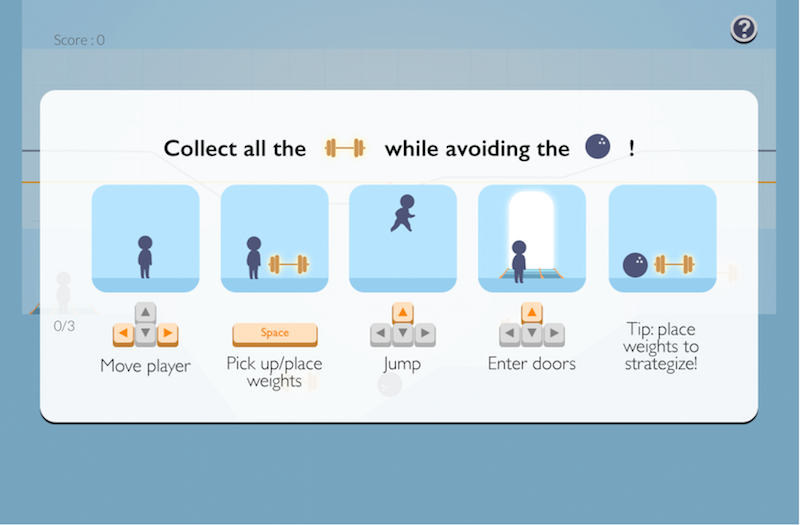 Score : 0
?
Collect all the while avoiding the !
Space
Move player
Pick up/place
weights
Jump
Enter doors
Tip: place
weights to
strategize!
0/3